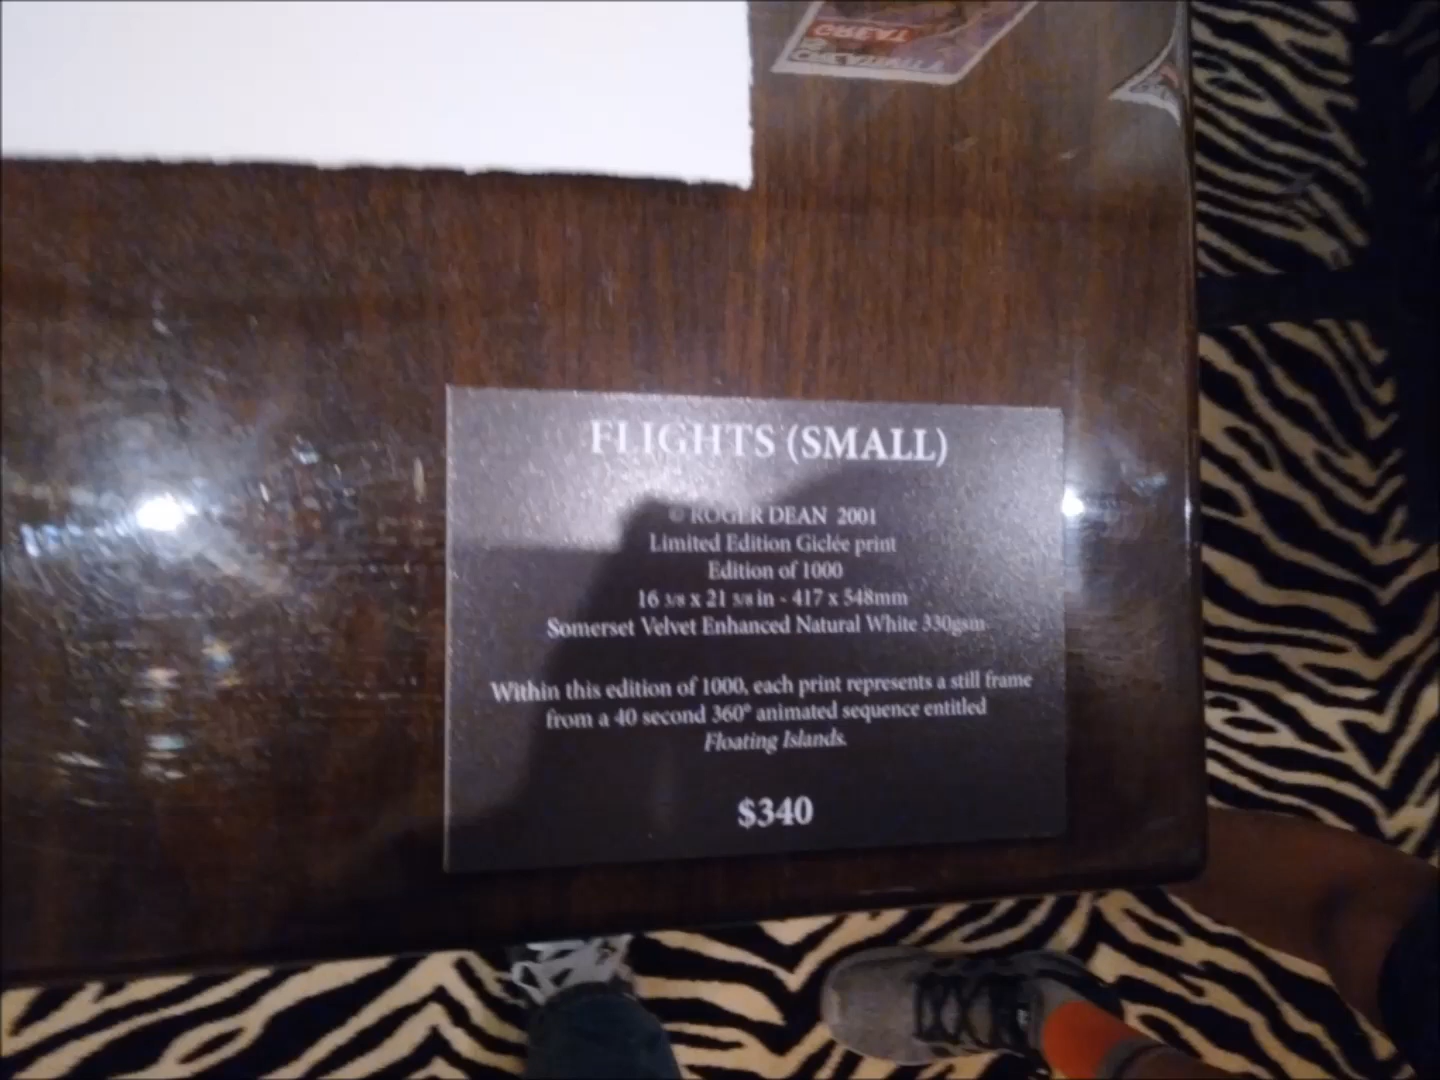 FLIGHTS (SMALL)
© ROGER DEAN 2001
Limited Edition Giclée print
Edition of 1000
16 3/8 x 21 5/8 in - 417 x 548mm
Somerset Velvet Enhanced Natural White 330gsm
Within this edition of 1000, each print represents a still frame
from a 40 second 360° animated sequence entitled
Floating Islands.
$340